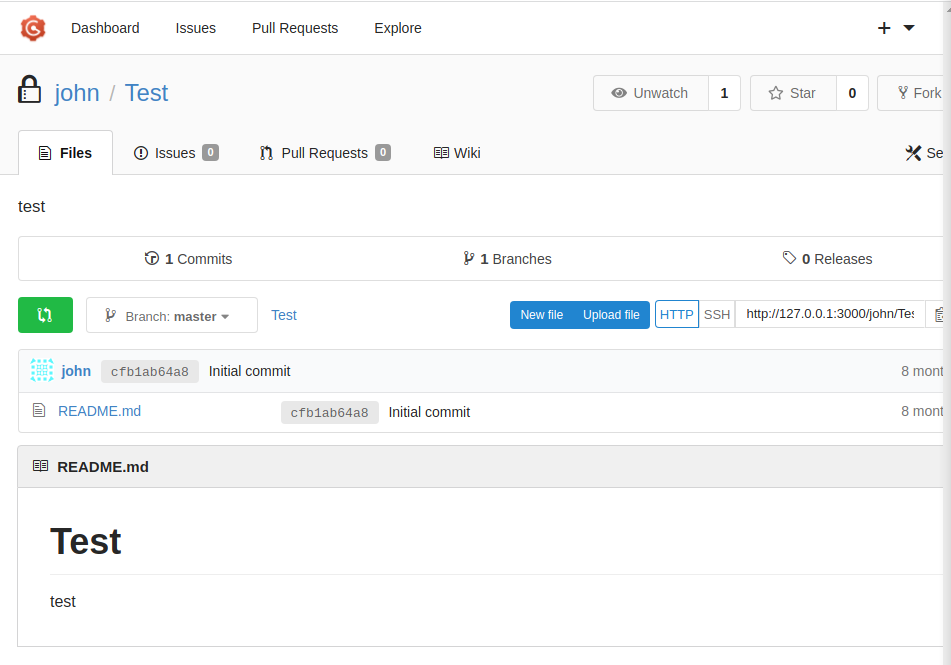 Dashboard Issues Pull Requests Explore
john / Test Unwatch 1 Star 0 Fork
Files Issues 0 Pull Requests 0 Wiki Se
test
1 Commits 1 Branches 0 Releases
Branch: master Test New file Upload file HTTP SSH http://127.0.0.1:3000/john/Tes
john cfb1ab64a8 Initial commit 8 mont
README.md cfb1ab64a8 Initial commit 8 mont
README.md
Test
test